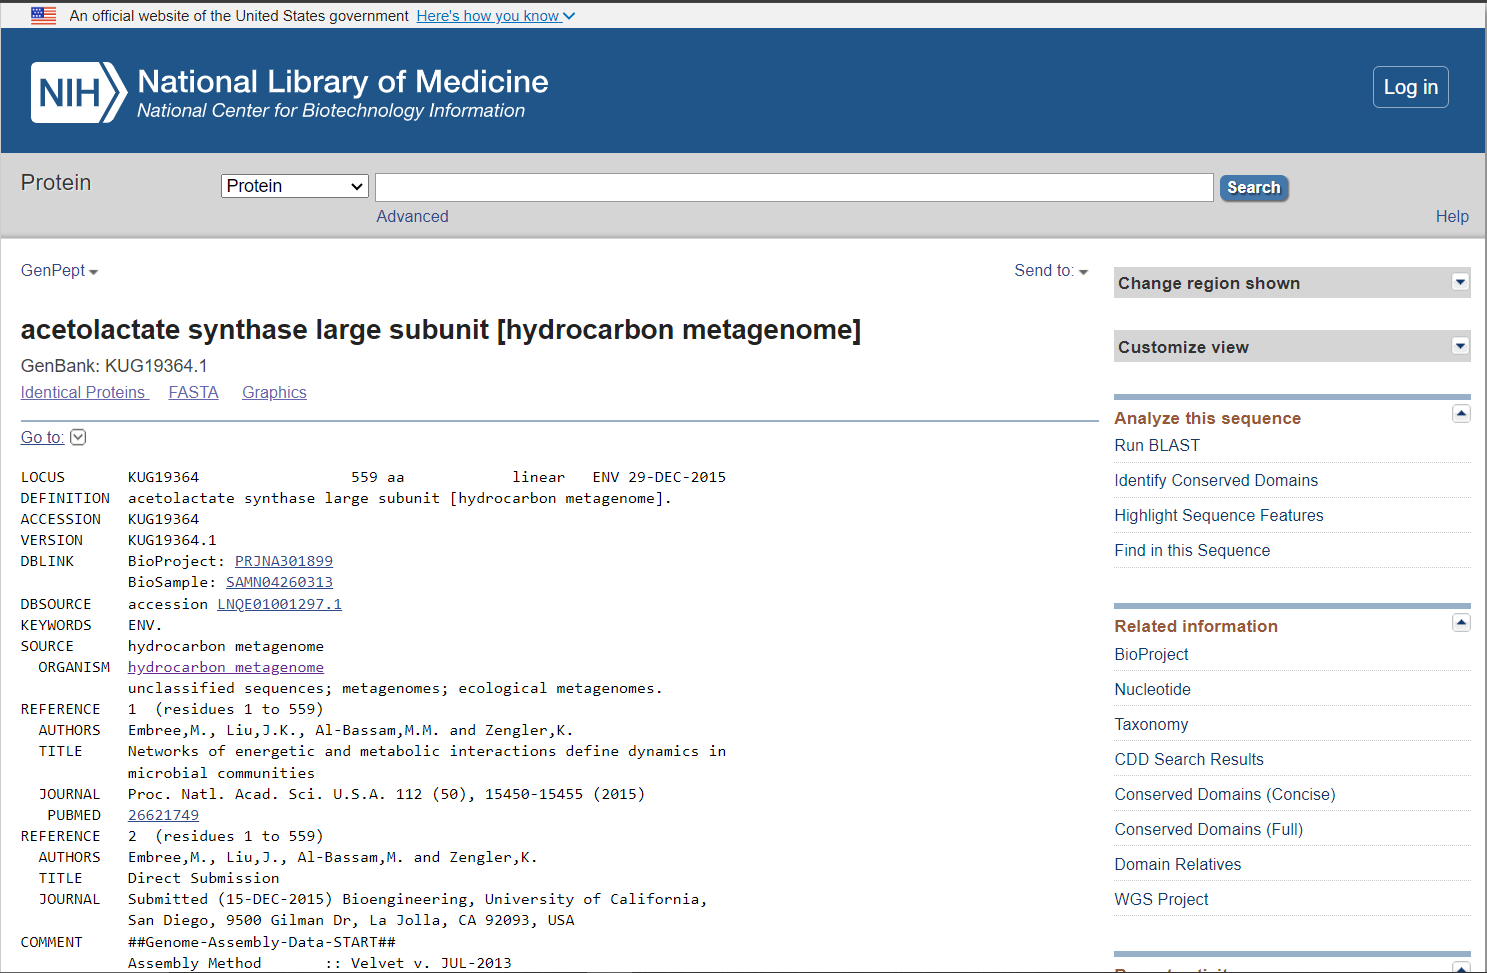 An official website of the United States government Here's how you know
NIH National Library of Medicine
National Center for Biotechnology Information
Log in
Protein
Protein
Search
Advanced
Help
GenPept
Send to:
acetolactate synthase large subunit [hydrocarbon metagenome]
GenBank: KUG19364.1
Identical Proteins FASTA Graphics
Go to:
LOCUS KUG19364 559 aa linear ENV 29-DEC-2015
DEFINITION acetolactate synthase large subunit [hydrocarbon metagenome].
ACCESSION KUG19364
VERSION KUG19364.1
DBLINK BioProject: PRJNA301899
BioSample: SAMN04260313
DBSOURCE accession LNQE01001297.1
KEYWORDS ENV.
SOURCE hydrocarbon metagenome
ORGANISM hydrocarbon metagenome
unclassified sequences; metagenomes; ecological metagenomes.
REFERENCE 1 (residues 1 to 559)
AUTHORS Embree,M., Liu,J.K., Al-Bassam,M.M. and Zengler,K.
TITLE Networks of energetic and metabolic interactions define dynamics in
microbial communities
JOURNAL Proc. Natl. Acad. Sci. U.S.A. 112 (50), 15450-15455 (2015)
PUBMED 26621749
REFERENCE 2 (residues 1 to 559)
AUTHORS Embree,M., Liu,J., Al-Bassam,M. and Zengler,K.
TITLE Direct Submission
JOURNAL Submitted (15-DEC-2015) Bioengineering, University of California,
San Diego, 9500 Gilman Dr, La Jolla, CA 92093, USA
COMMENT ##Genome-Assembly-Data-START##
Assembly Method :: Velvet v. JUL-2013
Change region shown
Customize view
Analyze this sequence
Run BLAST
Identify Conserved Domains
Highlight Sequence Features
Find in this Sequence
Related information
BioProject
Nucleotide
Taxonomy
CDD Search Results
Conserved Domains (Concise)
Conserved Domains (Full)
Domain Relatives
WGS Project